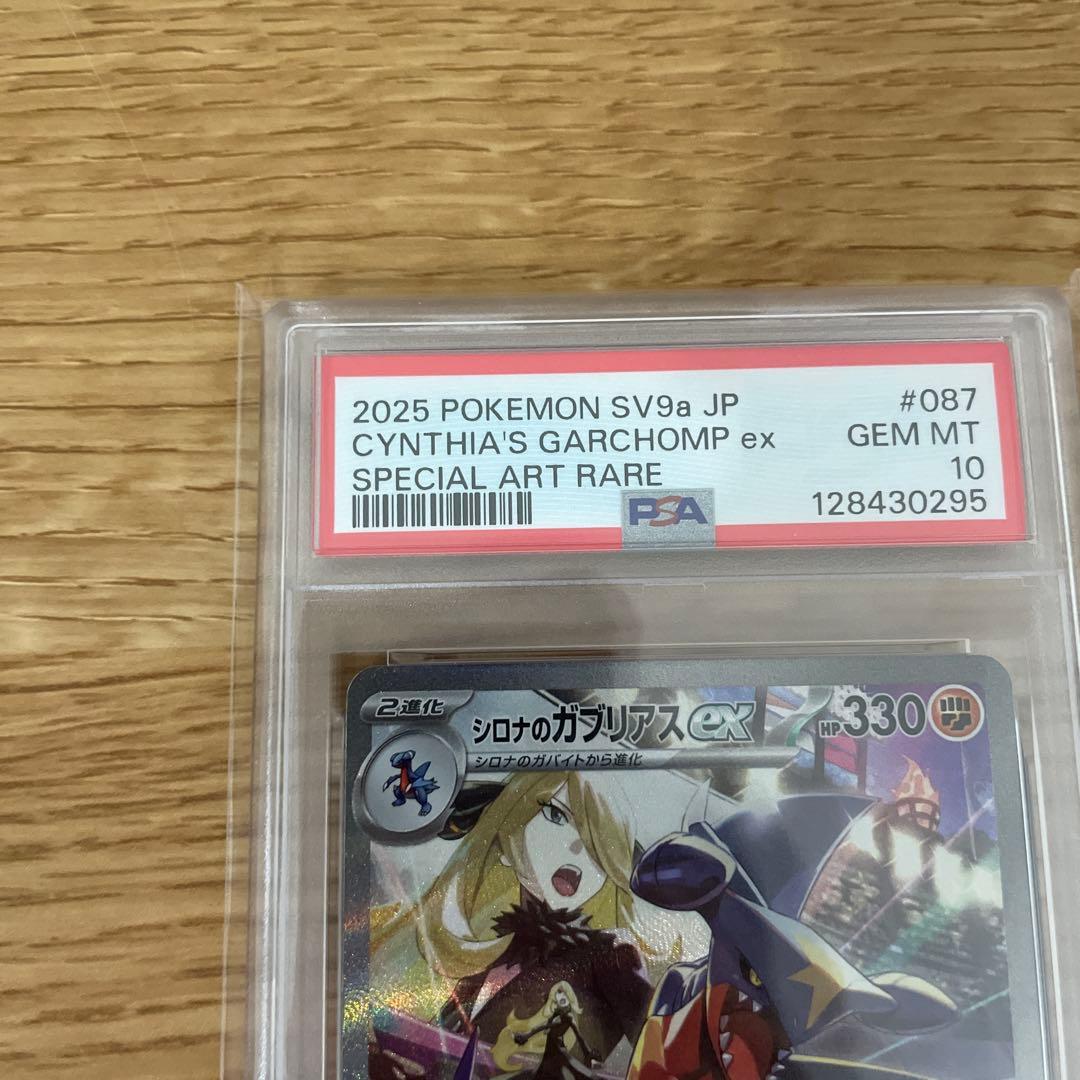 2025 POKEMON SV9a JP #087
CYNTHIA'S GARCHOMP ex GEM MT
SPECIAL ART RARE 10
PSA 128430295
2進化 シロナのガブリアスex HP330
シロナのガバイトから進化